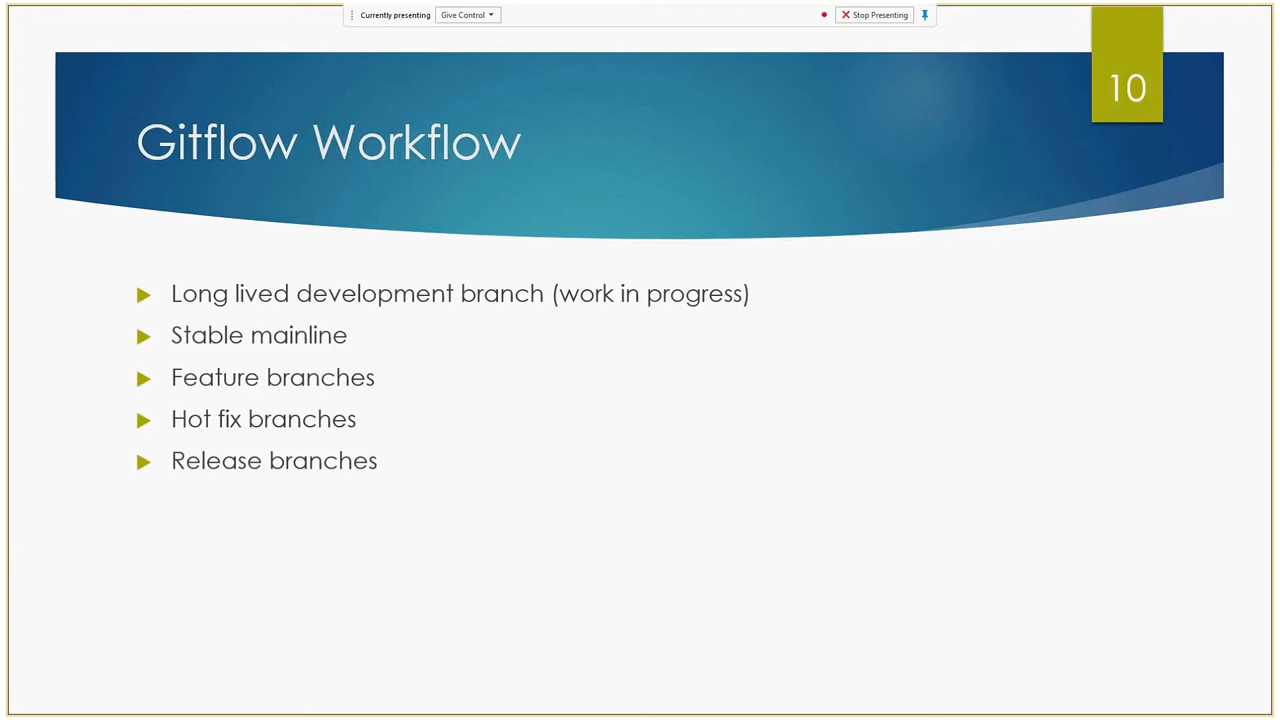 Currently presenting Give Control Stop Presenting
10
Gitflow Workflow
Long lived development branch (work in progress)
Stable mainline
Feature branches
Hot fix branches
Release branches